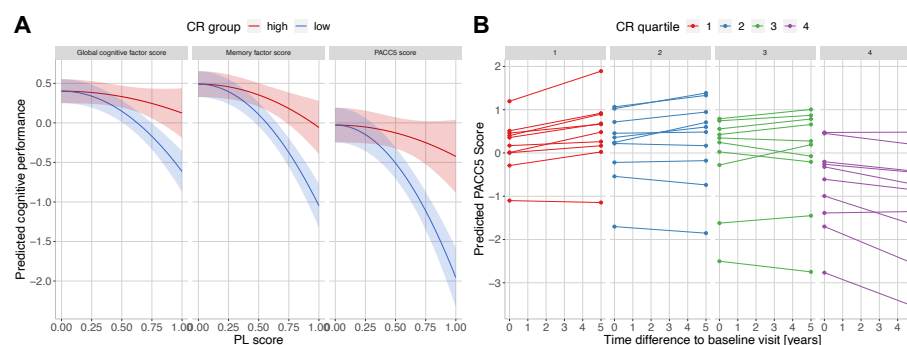 A
CR group high low
Global cognitive factor score Memory factor score PACC5 score
Predicted cognitive performance
0.5
0.0
−0.5
−1.0
−1.5
−2.0
0.00 0.25 0.50 0.75 1.00 0.00 0.25 0.50 0.75 1.00 0.00 0.25 0.50 0.75 1.00
PL score
B
CR quartile 1 2 3 4
1 2 3 4
Predicted PACC5 Score
2
1
0
−1
−2
−3
0 1 2 3 4 5 0 1 2 3 4 5 0 1 2 3 4 5 0 1 2 3 4
Time difference to baseline visit [years]